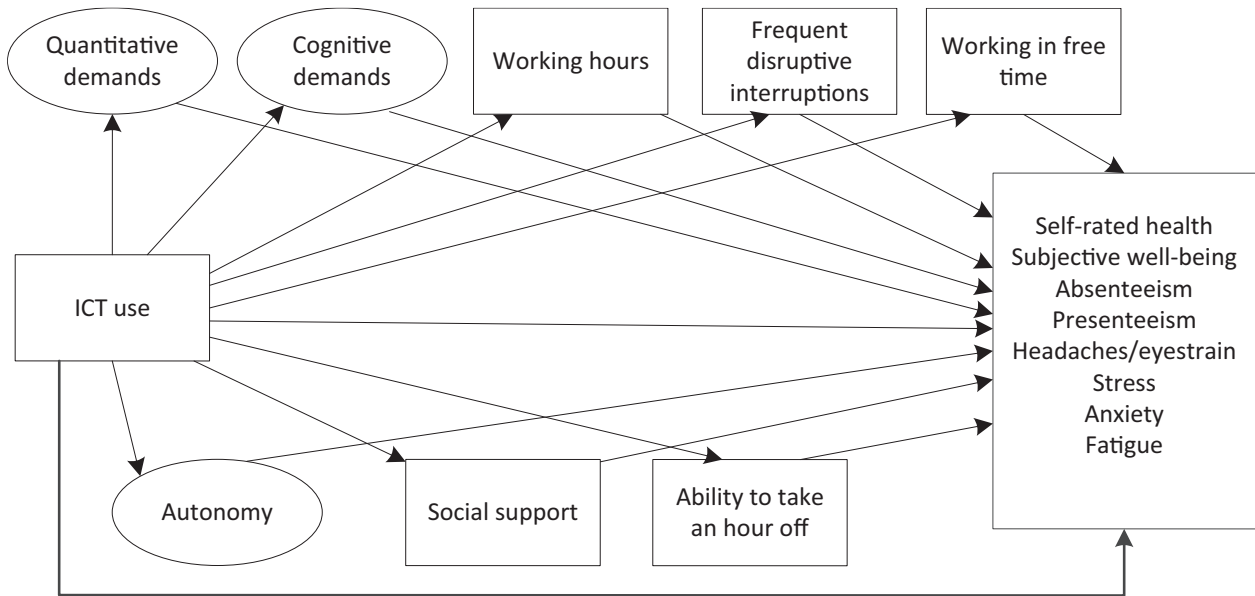 Quantitative
demands
Cognitive
demands
Working hours
Frequent
disruptive
interruptions
Working in free
time
ICT use
Self-rated health
Subjective well-being
Absenteeism
Presenteeism
Headaches/eyestrain
Stress
Anxiety
Fatigue
Autonomy
Social support
Ability to take
an hour off